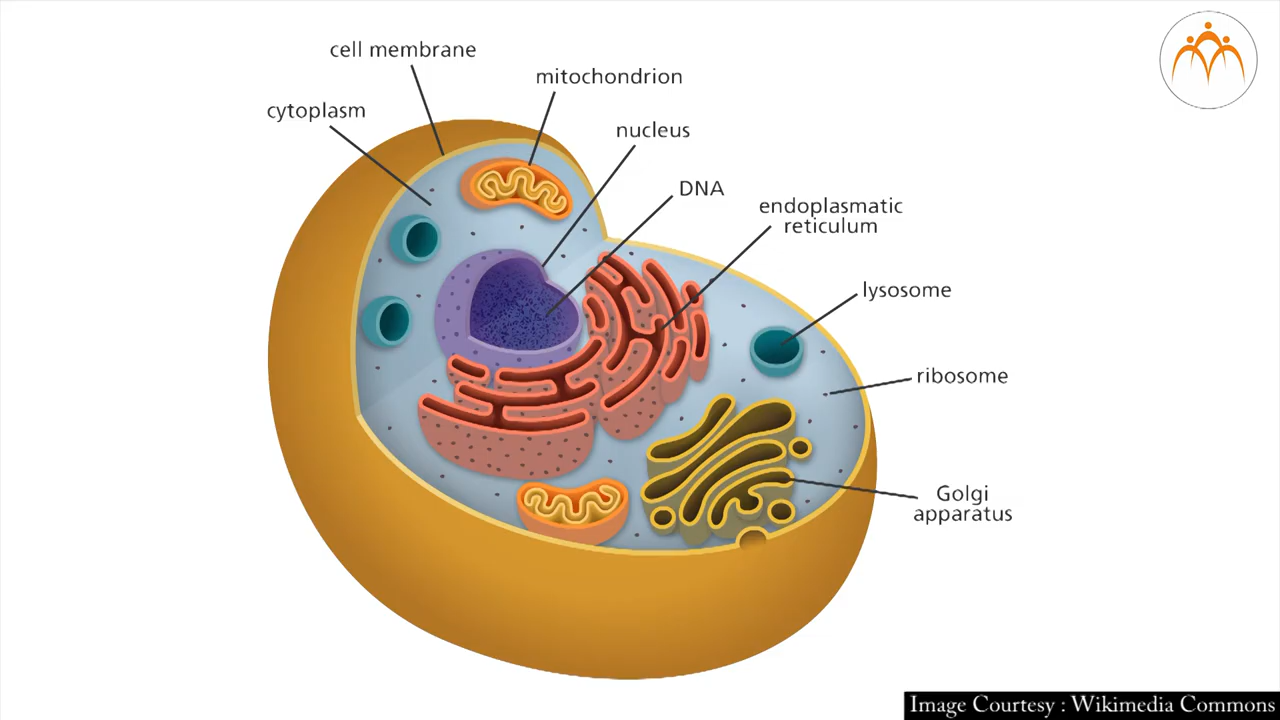 cell membrane
mitochondrion
cytoplasm
nucleus
DNA
endoplasmatic
reticulum
lysosome
ribosome
Golgi
apparatus
Image Courtesy : Wikimedia Commons